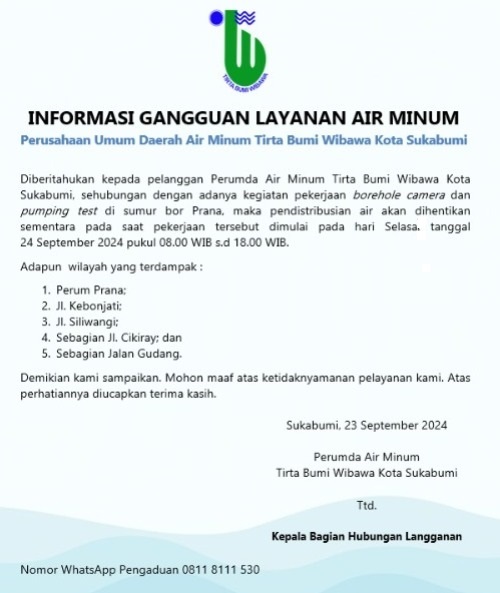 TIRTA BUMI WIBAWA
INFORMASI GANGGUAN LAYANAN AIR MINUM
Perusahaan Umum Daerah Air Minum Tirta Bumi Wibawa Kota Sukabumi
Diberitahukan kepada pelanggan Perumda Air Minum Tirta Bumi Wibawa Kota
Sukabumi, sehubungan dengan adanya kegiatan pekerjaan borehole camera dan
pumping test di sumur bor Prana, maka pendistribusian air akan dihentikan
sementara pada saat pekerjaan tersebut dimulai pada hari Selasa, tanggal
24 September 2024 pukul 08.00 WIB s.d 18.00 WIB.
Adapun wilayah yang terdampak :
1. Perum Prana;
2. Jl. Kebonjati;
3. Jl. Siliwangi;
4. Sebagian Jl. Cikiray; dan
5. Sebagian Jalan Gudang.
Demikian kami sampaikan. Mohon maaf atas ketidaknyamanan pelayanan kami. Atas
perhatiannya diucapkan terima kasih.
Sukabumi, 23 September 2024
Perumda Air Minum
Tirta Bumi Wibawa Kota Sukabumi
Ttd.
Kepala Bagian Hubungan Langganan
Nomor WhatsApp Pengaduan 0811 8111 530